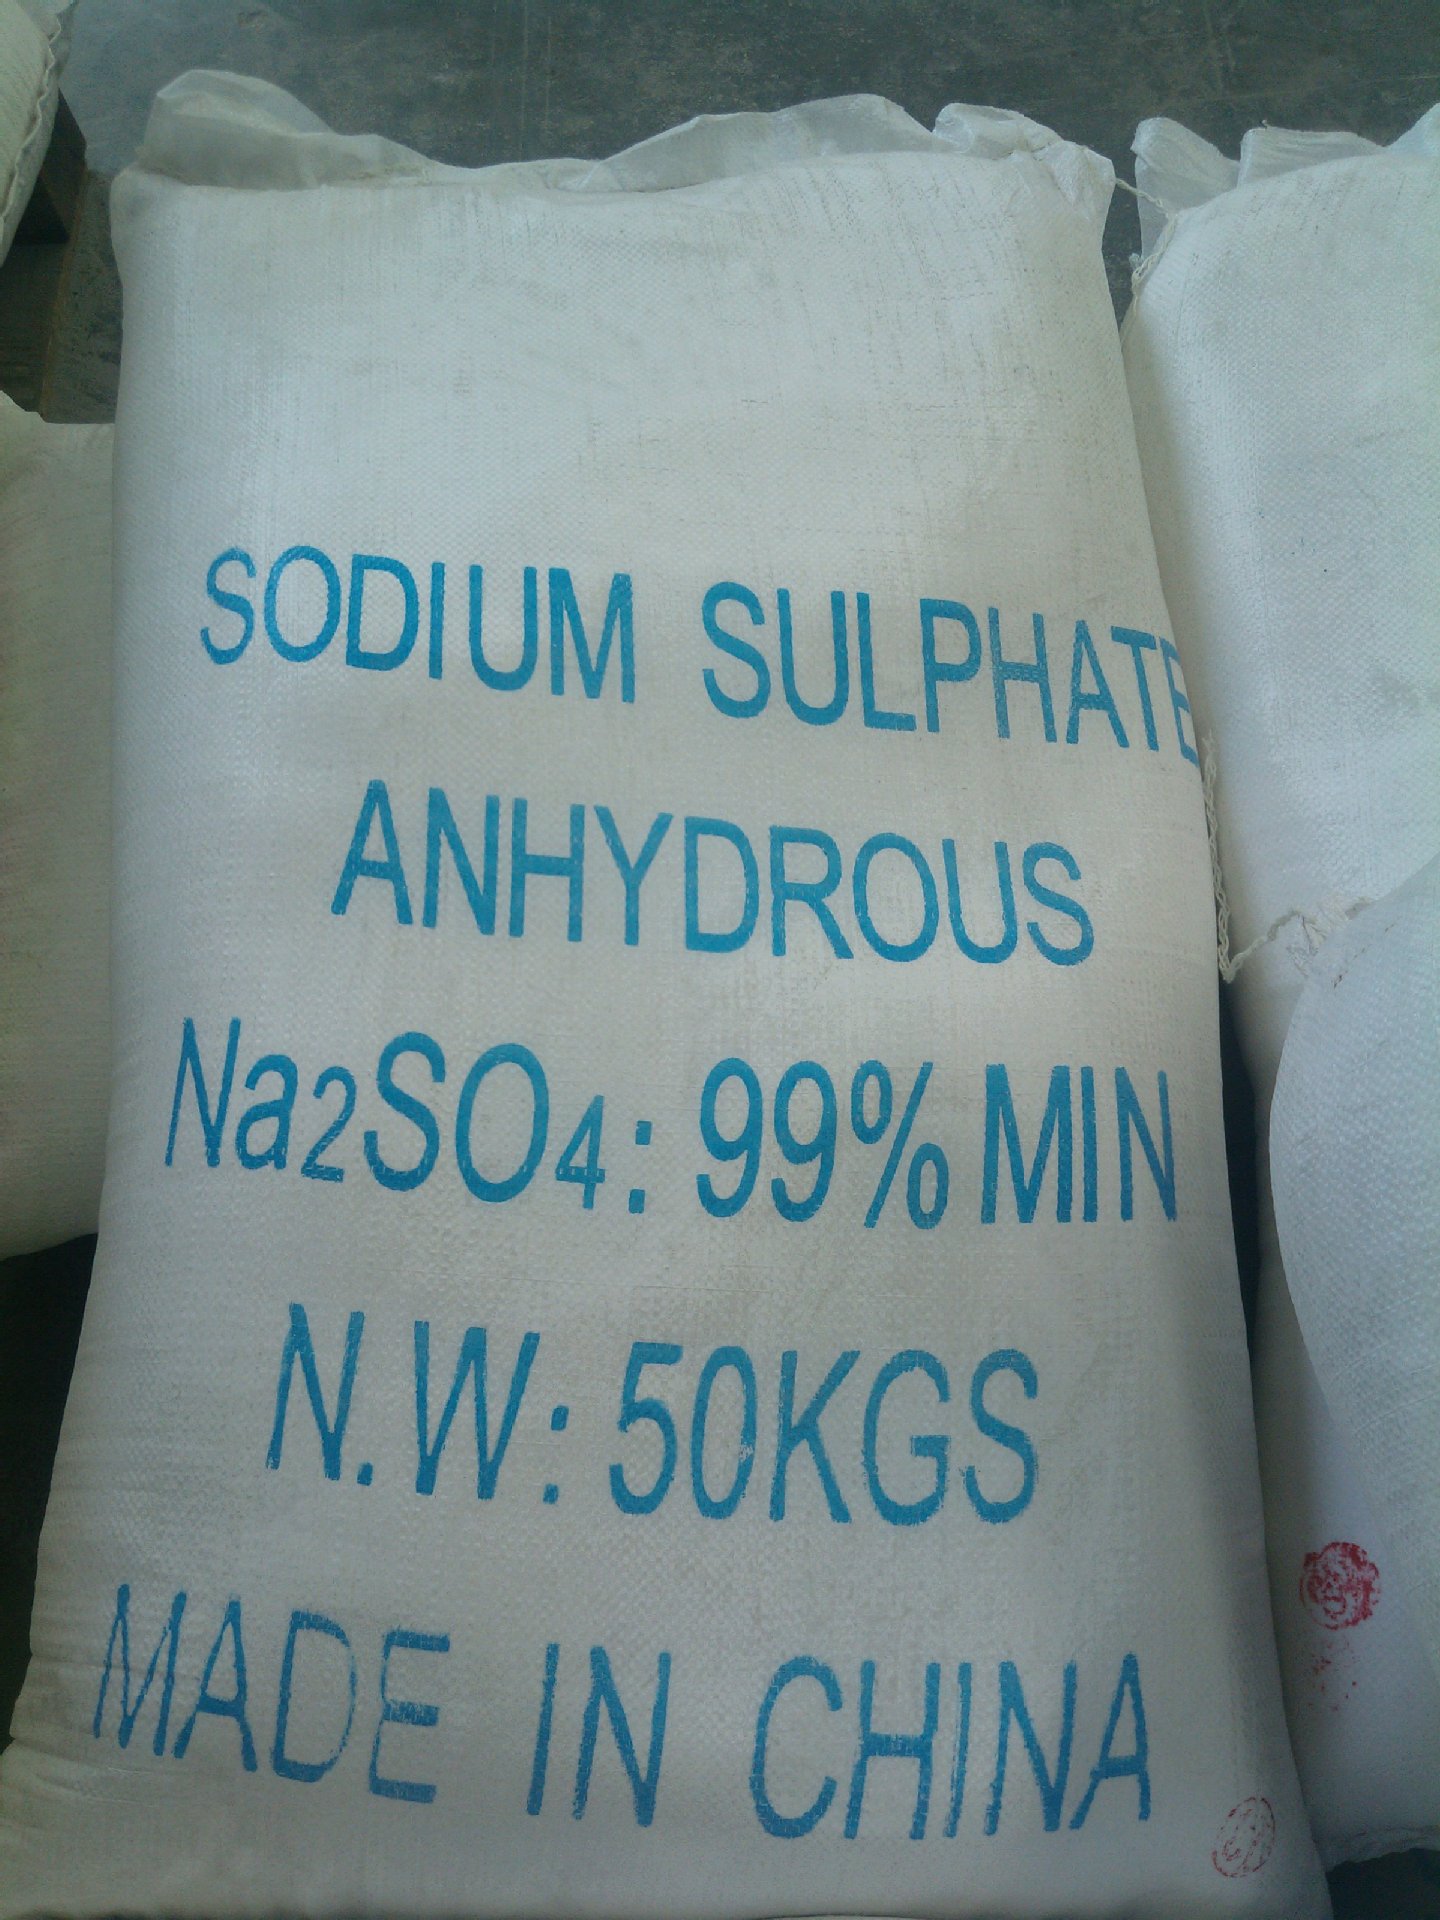 SODIUM SULPHATE
ANHYDROUS
Na2SO4: 99% MIN
N.W: 50KGS
MADE IN CHINA